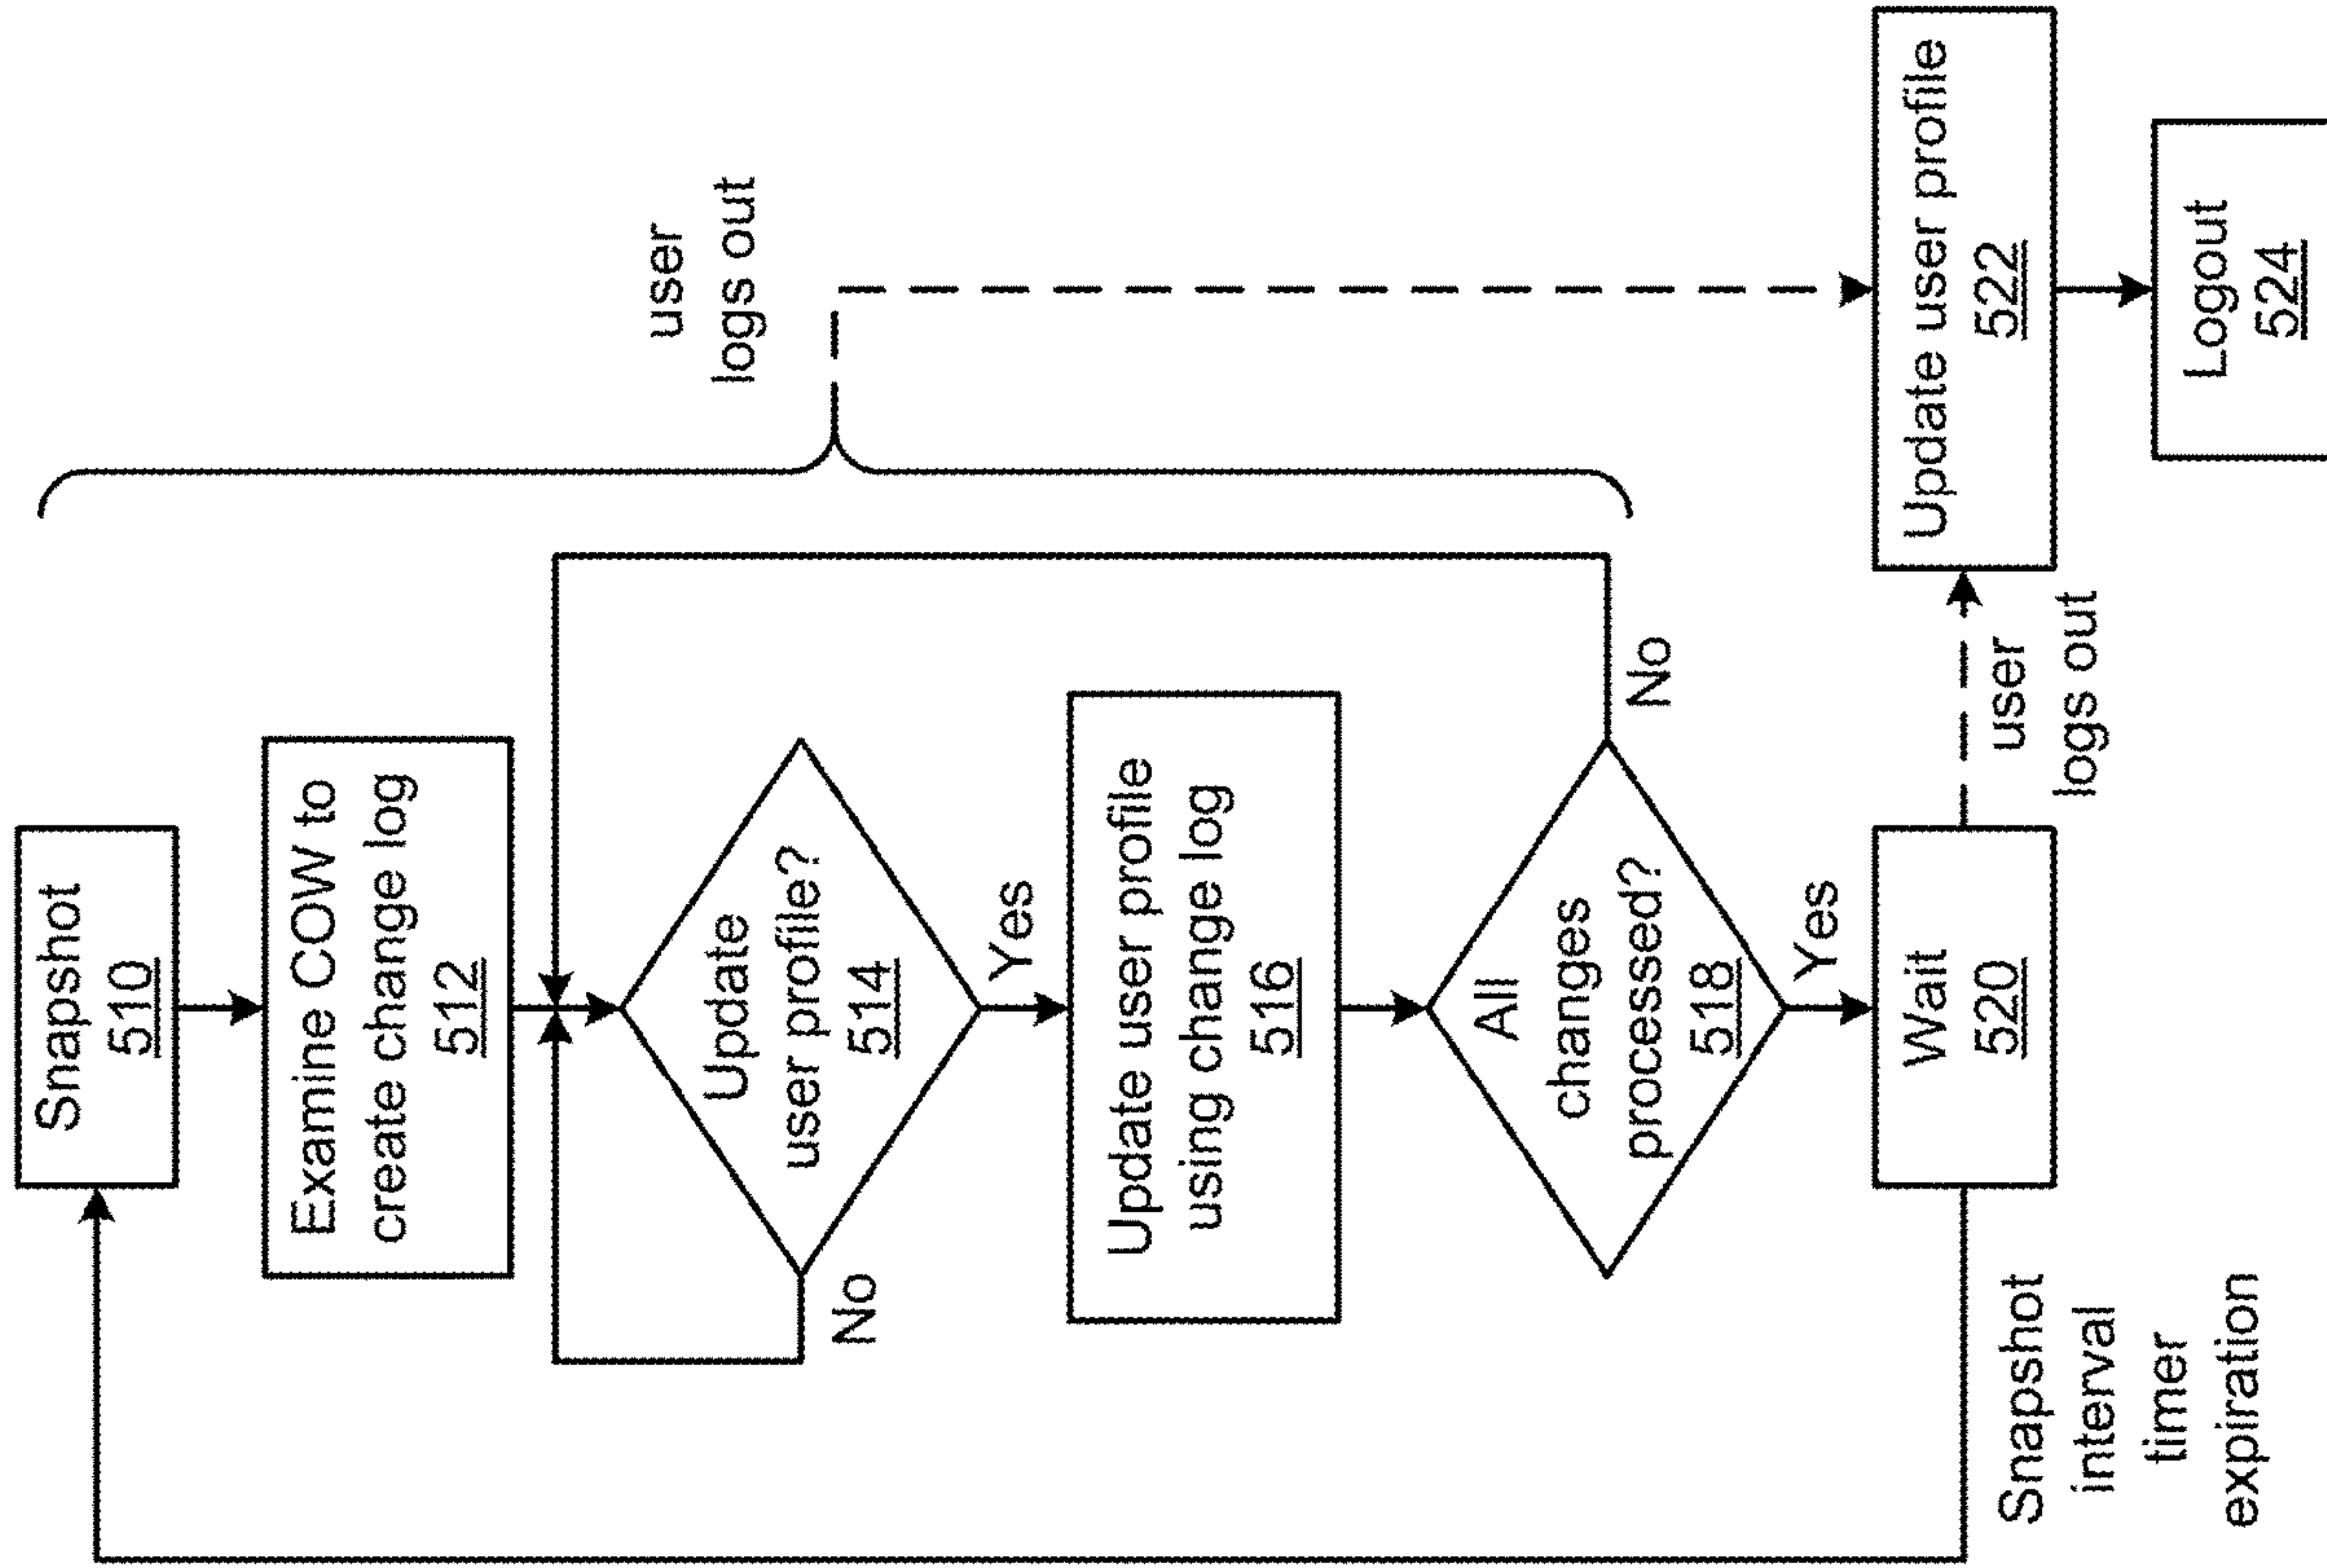 Snapshot
510
Examine COW to
create change log
512
Update
user profile?
514
No
Yes
Update user profile
using change log
516
All
changes
processed?
518
No
Yes
Wait
520
Snapshot
interval
timer
expiration
user
logs out
user
logs out
Update user profile
522
Logout
524